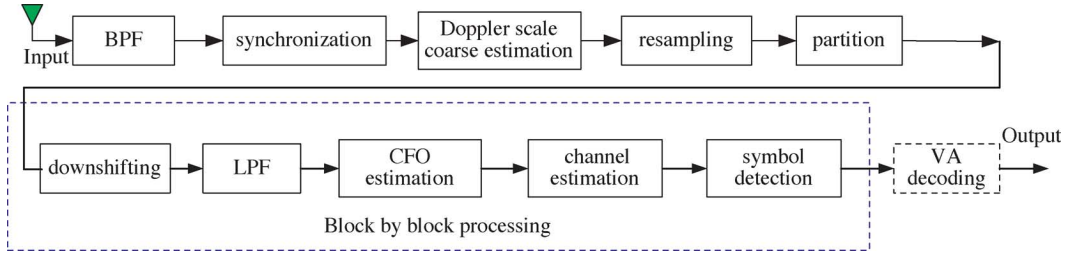 Input
BPF
synchronization
Doppler scale
coarse estimation
resampling
partition
downshifting
LPF
CFO
estimation
channel
estimation
symbol
detection
VA
decoding
Output
Block by block processing